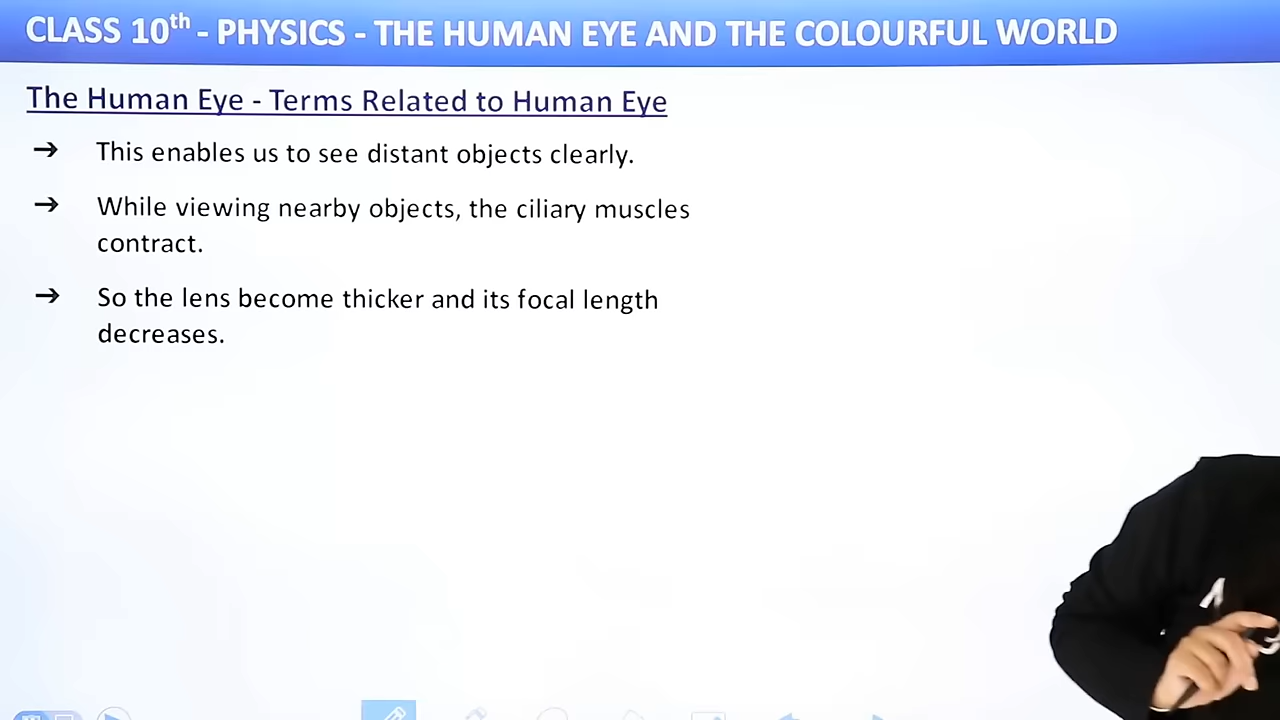 CLASS 10th - PHYSICS - THE HUMAN EYE AND THE COLOURFUL WORLD
The Human Eye - Terms Related to Human Eye
➔ This enables us to see distant objects clearly.
➔ While viewing nearby objects, the ciliary muscles
contract.
➔ So the lens become thicker and its focal length
decreases.